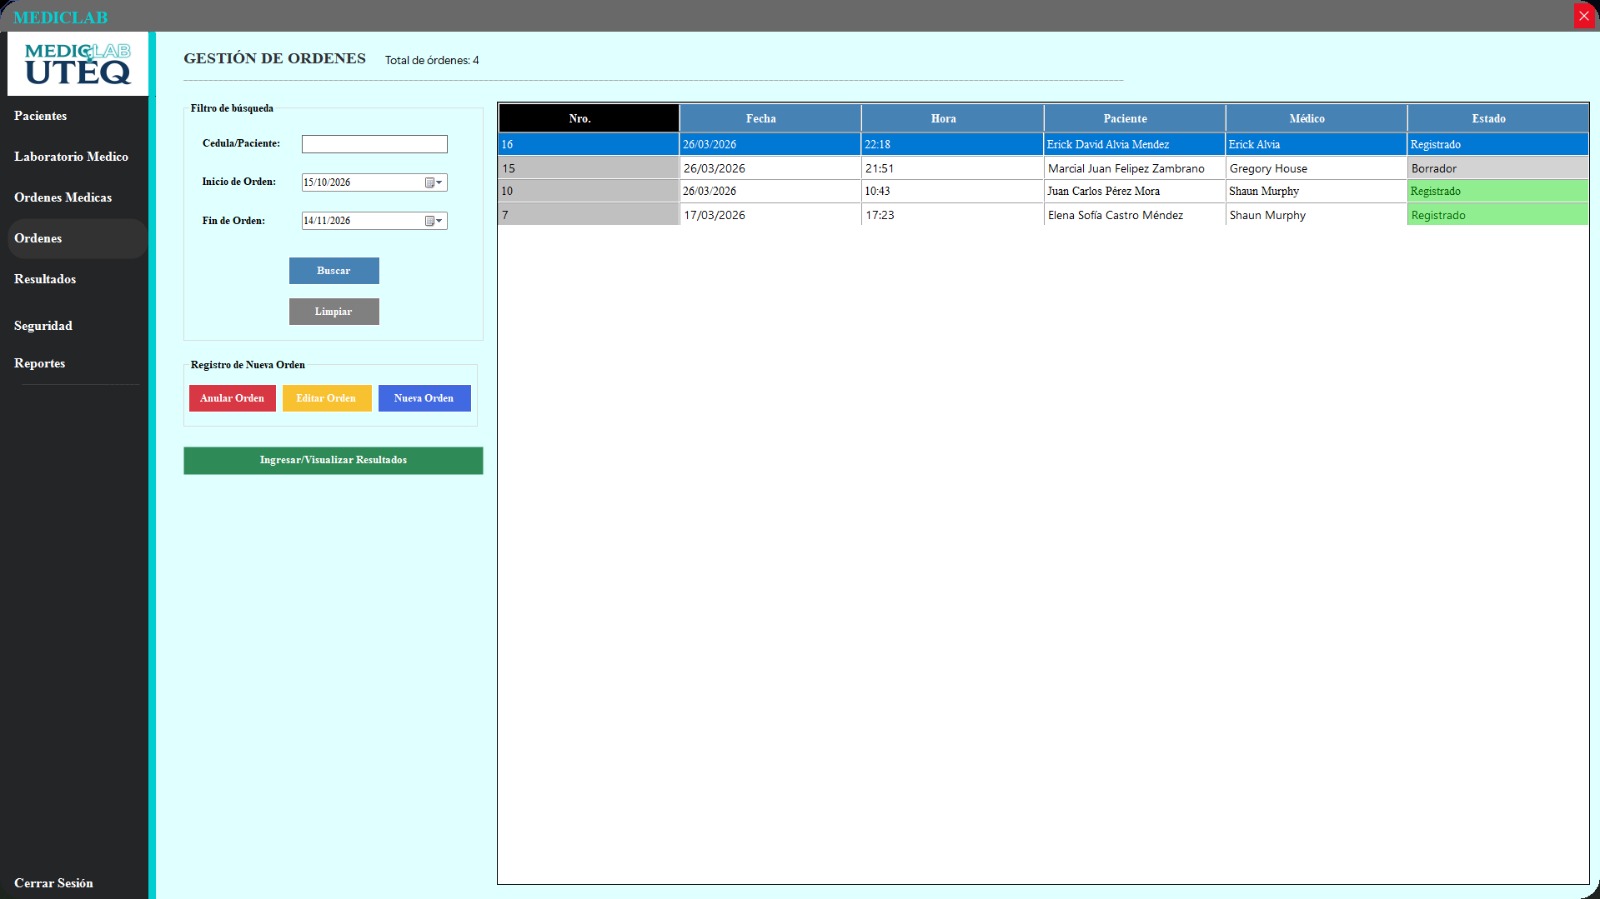 MEDICLAB
MEDICLAB
UTEQ
Pacientes
Laboratorio Medico
Ordenes Medicas
Ordenes
Resultados
Seguridad
Reportes
Cerrar Sesión
GESTIÓN DE ORDENES Total de órdenes: 4
Filtro de búsqueda
Cedula/Paciente:
Inicio de Orden: 15/10/2026
Fin de Orden: 14/11/2026
Buscar
Limpiar
Registro de Nueva Orden
Anular Orden Editar Orden Nueva Orden
Ingresar/Visualizar Resultados
Nro. Fecha Hora Paciente Médico Estado
16 26/03/2026 22:18 Erick David Alvia Mendez Erick Alvia Registrado
15 26/03/2026 21:51 Marcial Juan Felipez Zambrano Gregory House Borrador
10 26/03/2026 10:43 Juan Carlos Pérez Mora Shaun Murphy Registrado
7 17/03/2026 17:23 Elena Sofía Castro Méndez Shaun Murphy Registrado